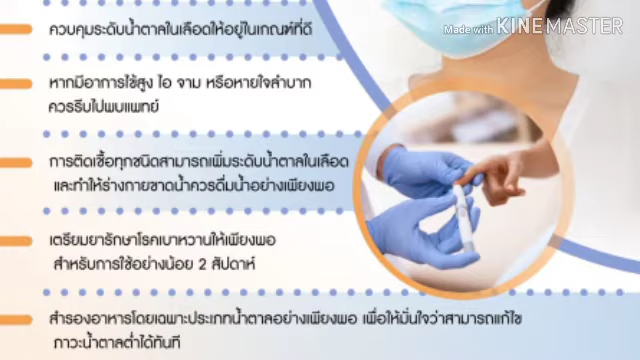 Made with KINEMASTER
ควบคุมระดับน้ำตาลในเลือดให้อยู่ในเกณฑ์ที่ดี
หากมีอาการไข้สูง ไอ จาม หรือหายใจลำบาก
ควรรีบไปพบแพทย์
การติดเชื้อทุกชนิดสามารถเพิ่มระดับน้ำตาลในเลือด
และทำให้ร่างกายขาดน้ำควรดื่มน้ำอย่างเพียงพอ
เตรียมยารักษาโรคเบาหวานให้เพียงพอ
สำหรับการใช้อย่างน้อย 2 สัปดาห์
สำรองอาหารโดยเฉพาะประเภทน้ำตาลอย่างเพียงพอ เพื่อให้มั่นใจว่าสามารถแก้ไข
ภาวะน้ำตาลต่ำได้ทันที